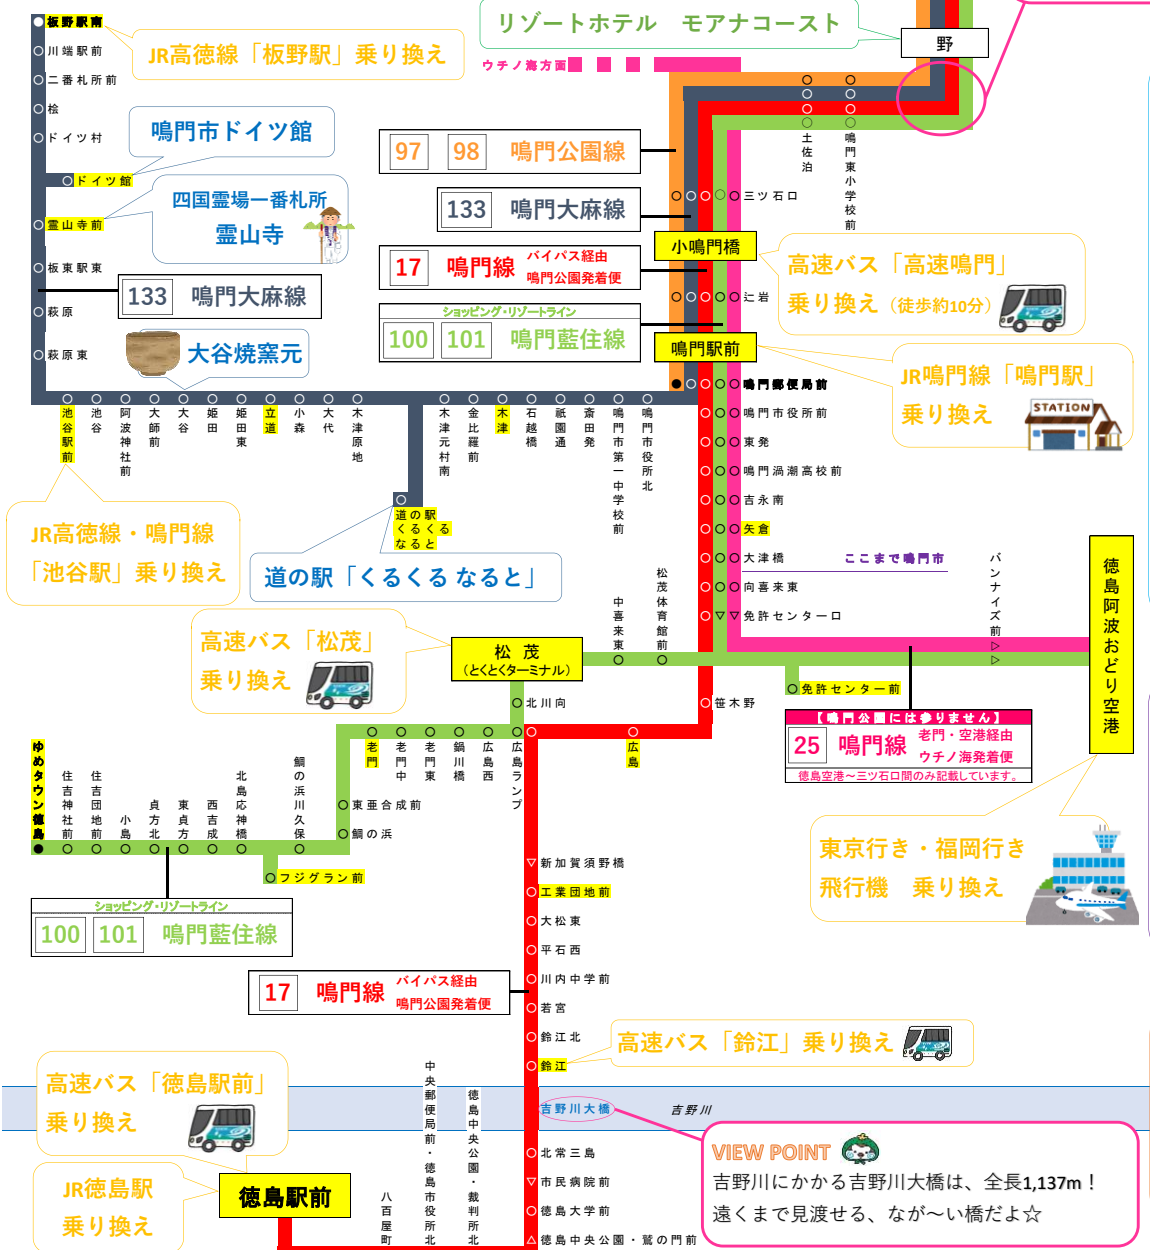 リゾートホテル モアナコースト
野
ウチノ海方面
板野駅南
川端駅前
二番札所前
桧
ドイツ村
ドイツ館
霊山寺前
板東駅東
萩原
萩原東
JR高徳線「板野駅」乗り換え
鳴門市ドイツ館
四国霊場一番札所
霊山寺
133 鳴門大麻線
大谷焼窯元
97 98 鳴門公園線
133 鳴門大麻線
17 鳴門線 バイパス経由
鳴門公園発着便
ショッピング・リゾートライン
100 101 鳴門藍住線
土佐泊
鳴門東小学校前
三ツ石口
小鳴門橋
辷岩
鳴門駅前
高速バス「高速鳴門」
乗り換え（徒歩約10分）
JR鳴門線「鳴門駅」
乗り換え
STATION
鳴門郵便局前
鳴門市役所前
東発
鳴門渦潮高校前
吉永南
矢倉
大津橋
向喜来東
免許センター口
ここまで鳴門市
池谷駅前
池谷
阿波神社前
大師前
大谷
姫田
姫田東
立道
小森
大代
木津原地
木津元村南
金比羅前
木津
石越橋
祇園通
斎田発
鳴門市第一中学校前
鳴門市役所北
道の駅
くるくる
なると
JR高徳線・鳴門線
「池谷駅」乗り換え
道の駅「くるくる なると」
高速バス「松茂」
乗り換え
松 茂
（とくとくターミナル）
中喜来東
松茂体育館前
バンナイズ前
徳島阿波おどり空港
免許センター前
北川向
笹木野
【鳴門公園には参りません】
25 鳴門線 老門・空港経由
ウチノ海発着便
徳島空港～三ツ石口間のみ記載しています。
老門
老門中
老門東
鍋川橋
広島西
広島ランプ
広島
ゆめタウン徳島
住吉神社前
住吉団地前
小島
貞方北
東貞方
西吉成
北島応神橋
鯛の浜川久保
東亜合成前
鯛の浜
フジグラン前
ショッピング・リゾートライン
100 101 鳴門藍住線
東京行き・福岡行き
飛行機 乗り換え
新加賀須野橋
工業団地前
大松東
平石西
川内中学前
若宮
鈴江北
鈴江
17 鳴門線 バイパス経由
鳴門公園発着便
高速バス「鈴江」乗り換え
高速バス「徳島駅前」
乗り換え
吉野川大橋
吉野川
VIEW POINT
吉野川にかかる吉野川大橋は、全長1,137m！
遠くまで見渡せる、なが～い橋だよ☆
北常三島
市民病院前
徳島大学前
徳島中央公園・鷲の門前
JR徳島駅
乗り換え
徳島駅前
八百屋町
中央郵便局前・徳島市役所北
徳島中央公園・裁判所北